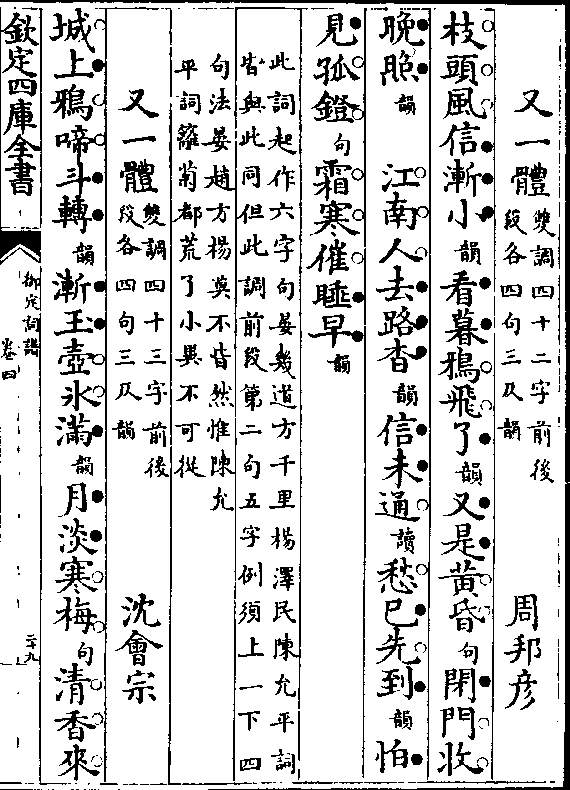 又一體 雙調四十二字前後
段各四句三仄韻 周邦彥
枝頭風信漸小韻看暮鴉飛了韻又是黃昏句閉門收
晚照韻 江南人去路杳韻信未通讀愁已先到韻怕
見孤鐙句霜寒催睡早韻
此詞起作六字句晏幾道方千里楊澤民陳允平詞
皆與此同但此調前段第二句五字例須上一下四
句法晏趙方楊莫不皆然惟陳允
平詞籬菊都荒了小異不可從
又一體 雙調四十三字前後
段各四句三仄韻 沈會宗
城上鴉啼斗轉韻漸玉壺氷滿韻月淡寒梅句清香來
欽定四庫全書
御定詞譜
卷四
二十九